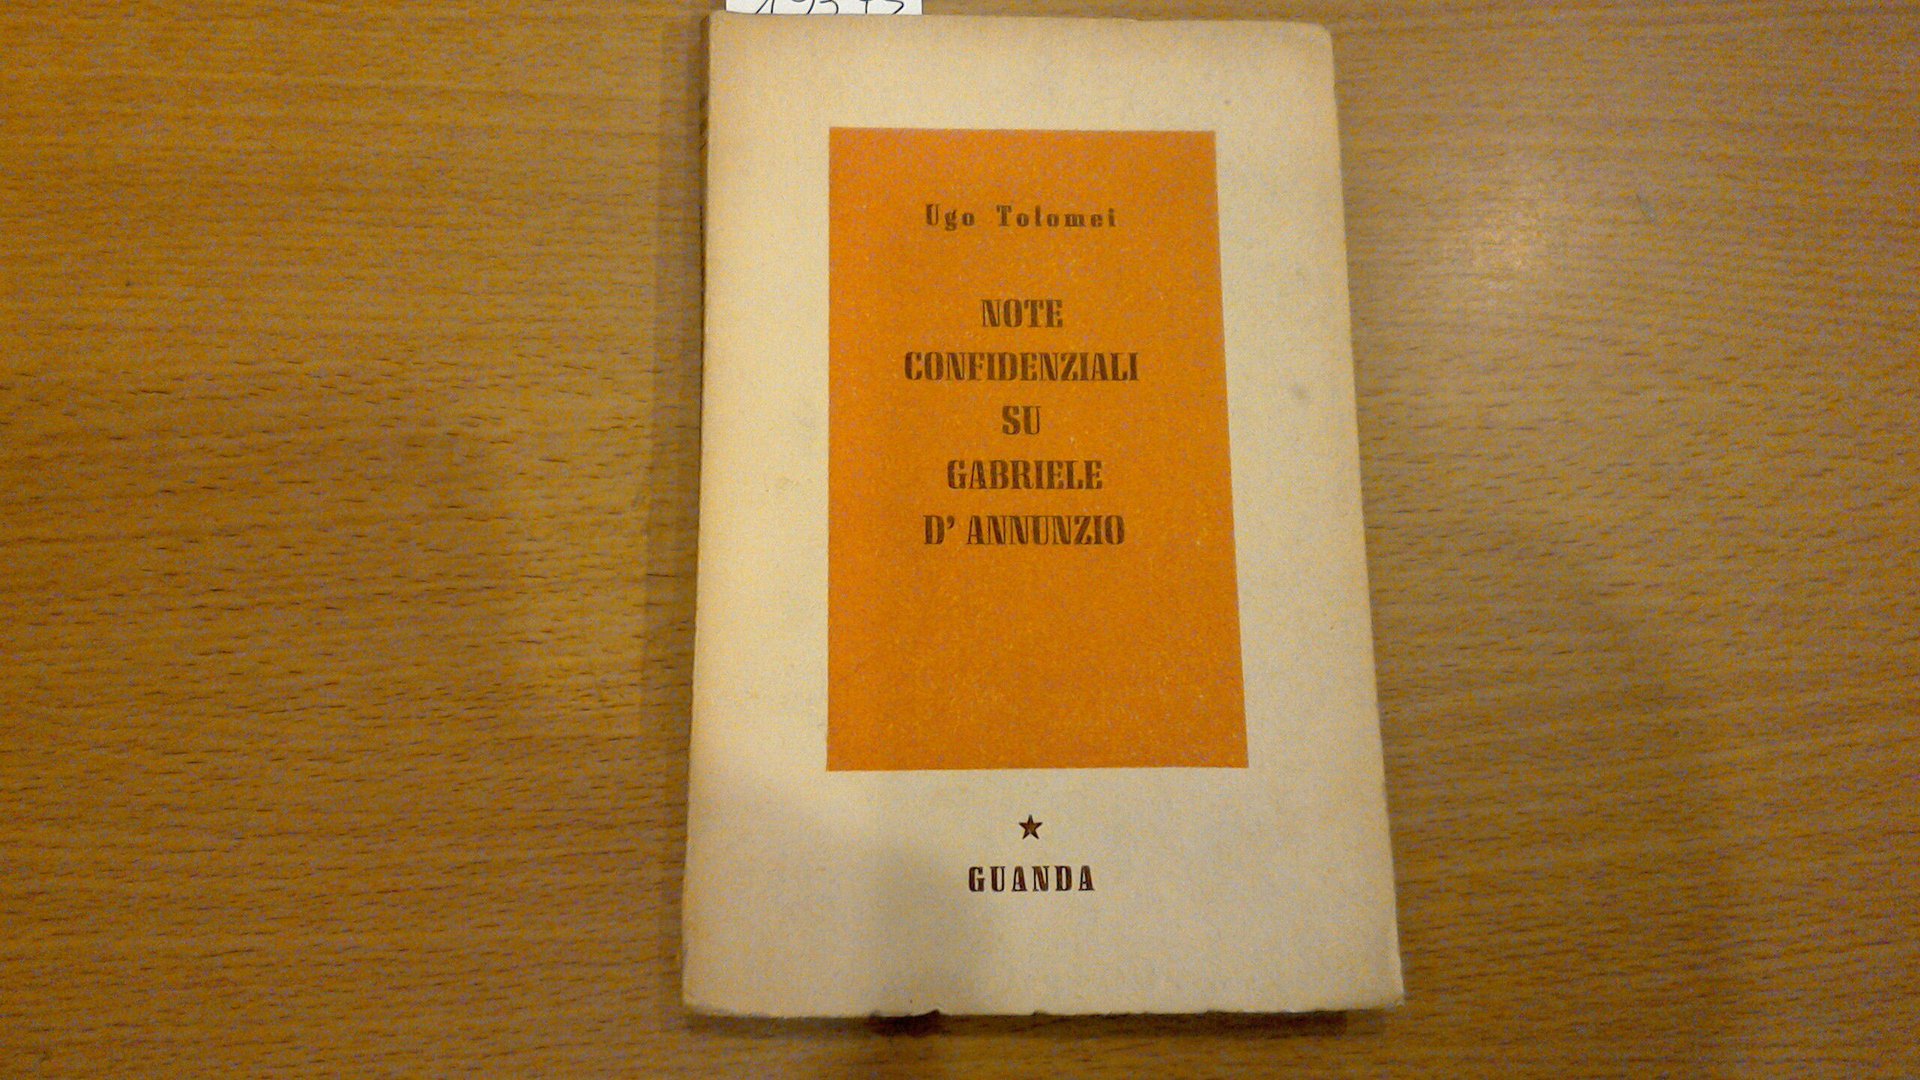 Ugo Tolomei
NOTE
CONFIDENZIALI
SU
GABRIELE
D' ANNUNZIO
GUANDA